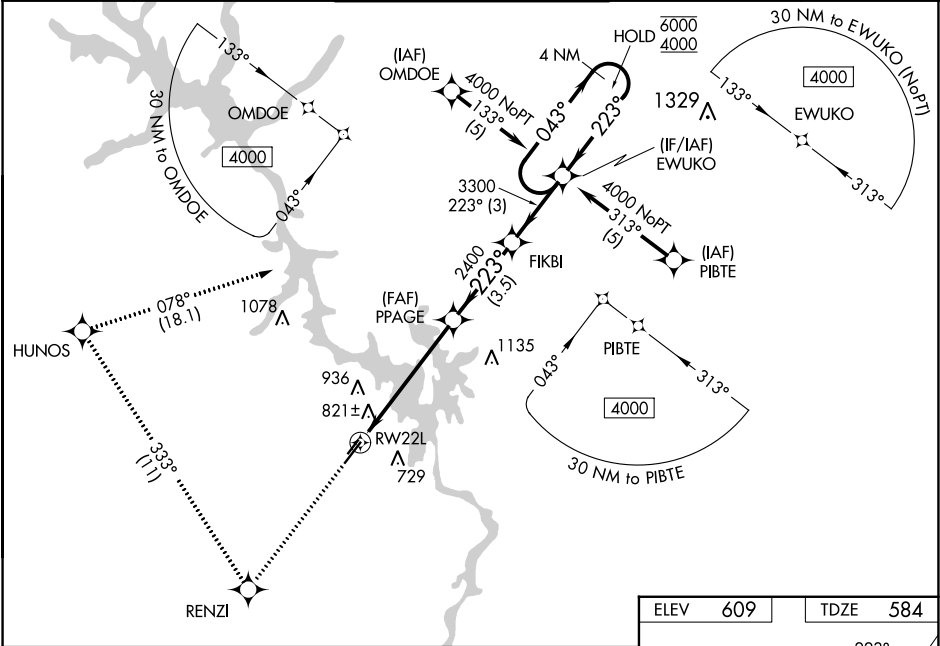 133°
OMDOE
30 NM to OMDOE
4000
043°
(IAF)
OMDOE
4000 NoPT
133°
(5)
4 NM
HOLD
6000
4000
043°
223°
1329
30 NM to EWUKO (NoPT)
4000
133°
EWUKO
313°
(IF/IAF)
EWUKO
3300
223° (3)
4000 NoPT
313°
(5)
(IAF)
PIBTE
FIKBI
2400
223°
(3.5)
(FAF)
PPAGE
078°
(18.1)
1078
HUNOS
1135
PIBTE
043°
313°
4000
30 NM to PIBTE
936
821±
RW22L
729
333°
(11)
RENZI
ELEV 609
TDZE 584